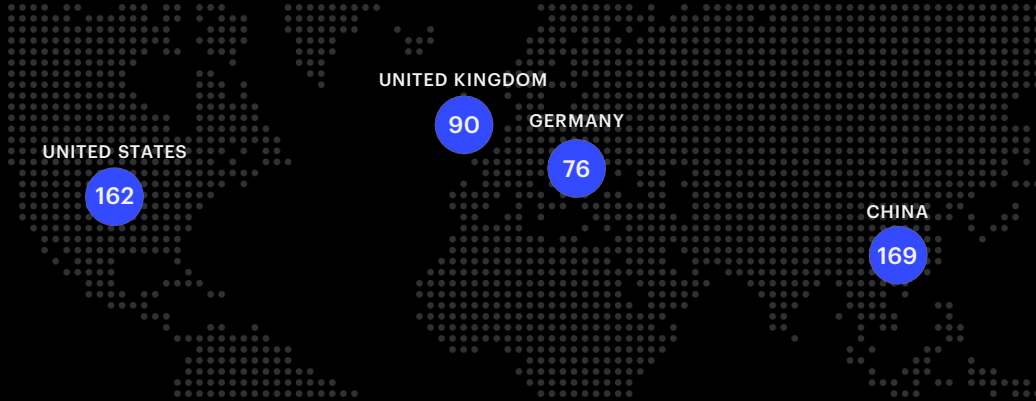 UNITED KINGDOM
90
GERMANY
76
UNITED STATES
162
CHINA
169